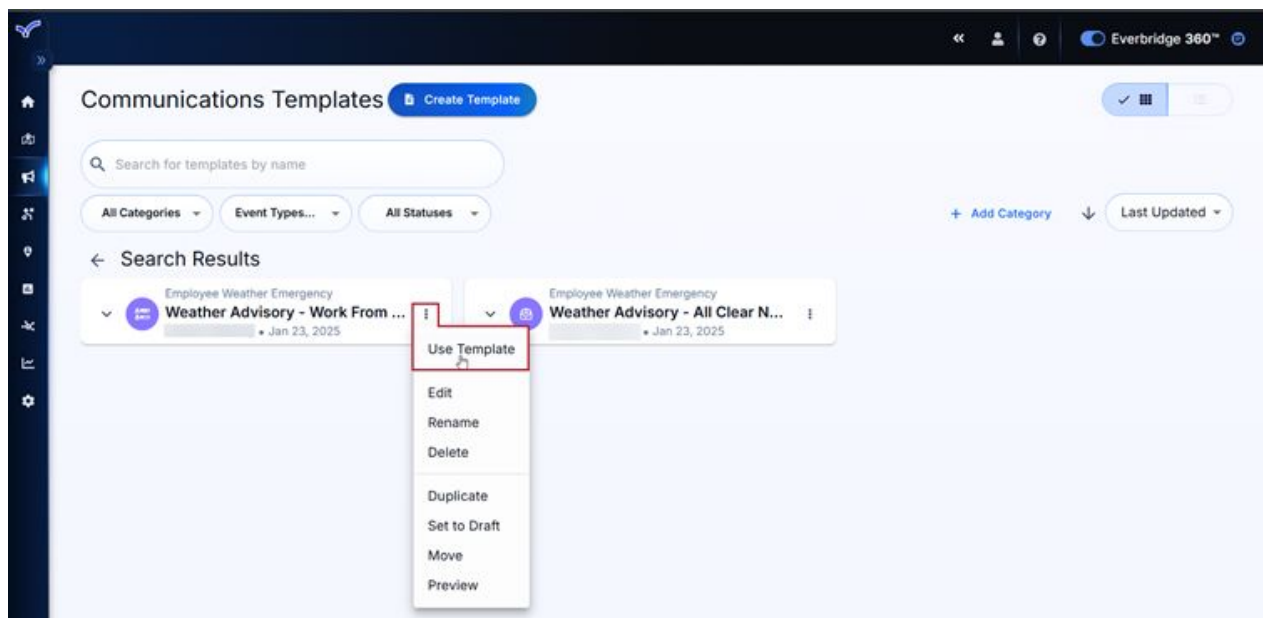 Everbridge 360™
Communications Templates
Create Template
Search for templates by name
All Categories
Event Types...
All Statuses
+ Add Category
Last Updated
Search Results
Employee Weather Emergency
Weather Advisory - Work From ...
• Jan 23, 2025
Employee Weather Emergency
Weather Advisory - All Clear N...
• Jan 23, 2025
Use Template
Edit
Rename
Delete
Duplicate
Set to Draft
Move
Preview